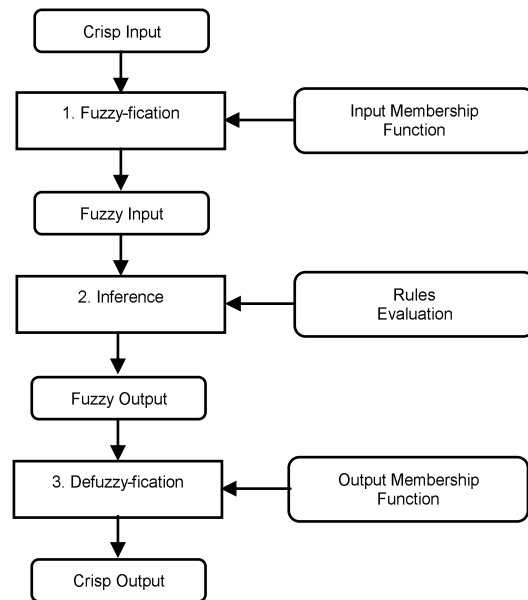 Crisp Input
1. Fuzzy-fication
Input Membership
Function
Fuzzy Input
2. Inference
Rules
Evaluation
Fuzzy Output
3. Defuzzy-fication
Output Membership
Function
Crisp Output